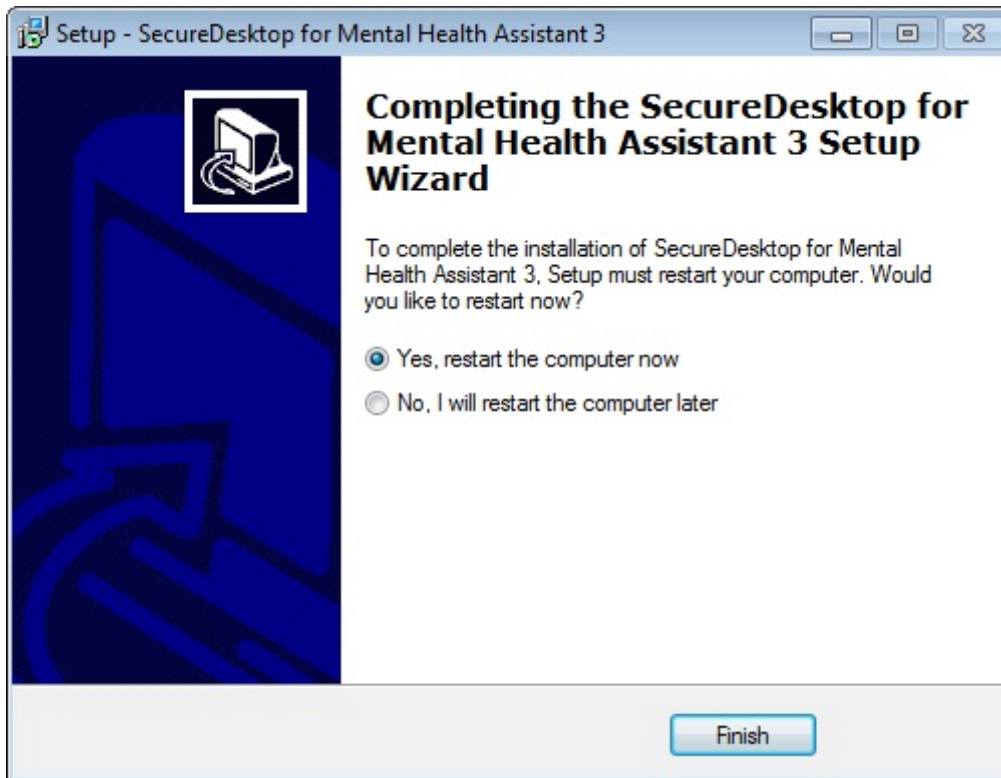 Setup - SecureDesktop for Mental Health Assistant 3
Completing the SecureDesktop for
Mental Health Assistant 3 Setup
Wizard
To complete the installation of SecureDesktop for Mental
Health Assistant 3, Setup must restart your computer. Would
you like to restart now?
Yes, restart the computer now
No, I will restart the computer later
Finish